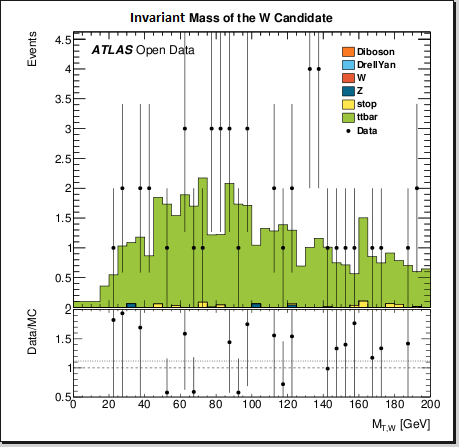 Invariant Mass of the W Candidate
Events
ATLAS Open Data
Diboson
DrellYan
W
Z
stop
ttbar
Data
4.5
4
3.5
3
2.5
2
1.5
1
0.5
0
Data/MC
2
1.5
1
0.5
0 20 40 60 80 100 120 140 160 180 200
M_T,W [GeV]